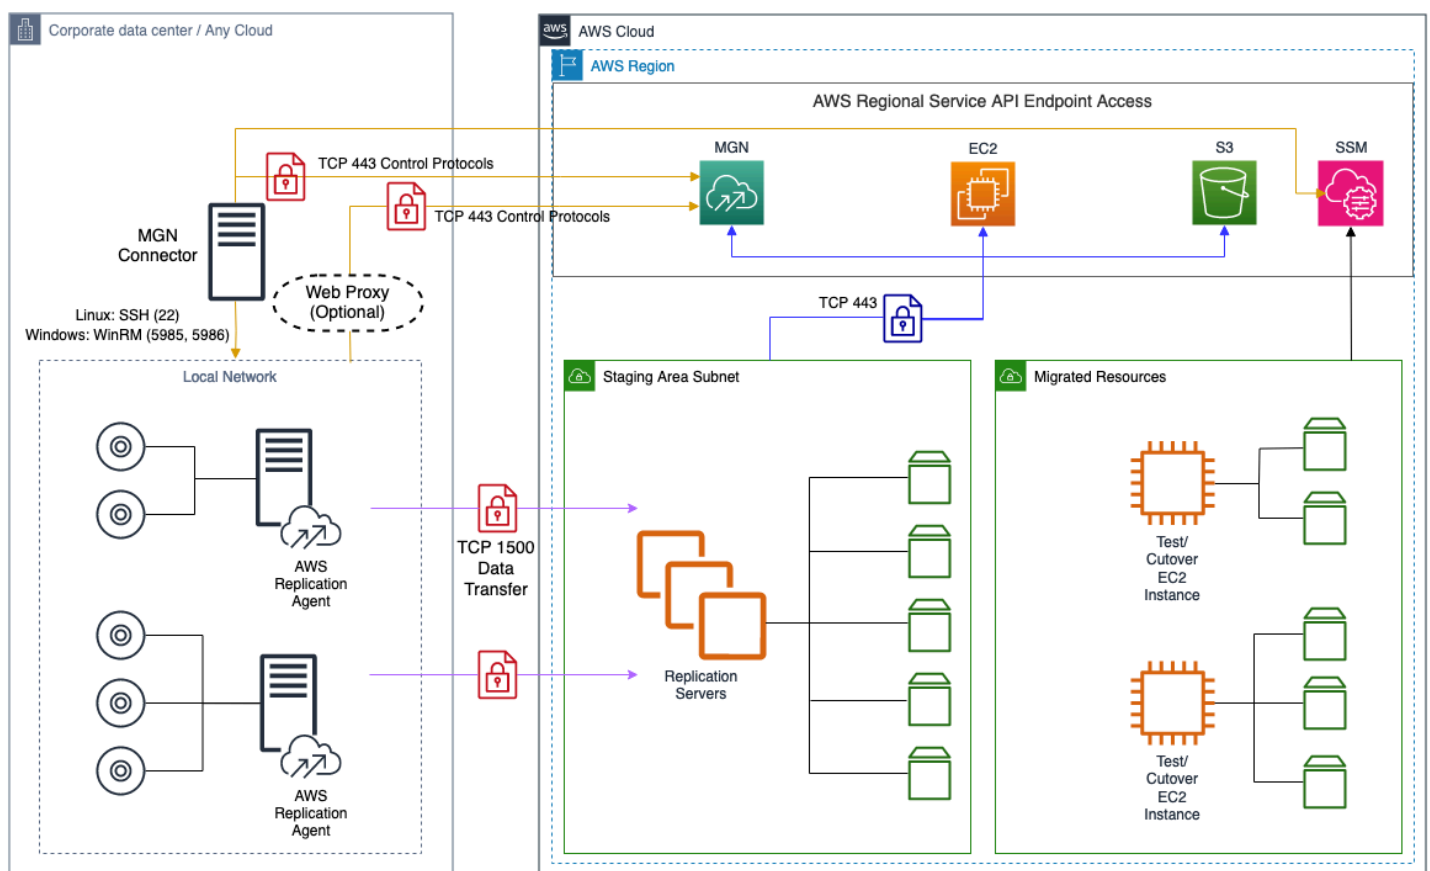 Corporate data center / Any Cloud
aws
AWS Cloud
AWS Region
AWS Regional Service API Endpoint Access
MGN
EC2
S3
SSM
TCP 443 Control Protocols
TCP 443 Control Protocols
MGN
Connector
Web Proxy
(Optional)
Linux: SSH (22)
Windows: WinRM (5985, 5986)
TCP 443
Local Network
Staging Area Subnet
Migrated Resources
AWS
Replication
Agent
TCP 1500
Data
Transfer
Test/
Cutover
EC2
Instance
Replication
Servers
AWS
Replication
Agent
Test/
Cutover
EC2
Instance